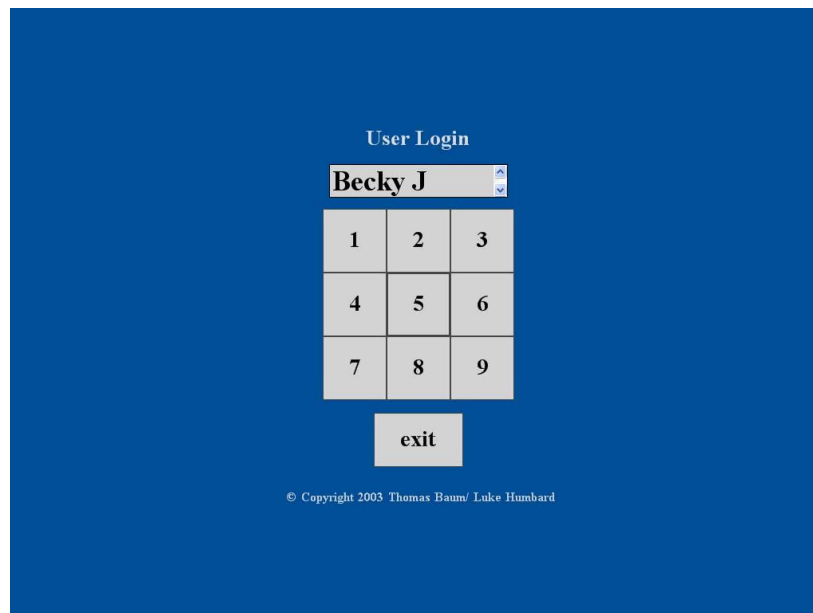 User Login
Becky J
1 2 3
4 5 6
7 8 9
exit
© Copyright 2003 Thomas Baum/ Luke Humbard